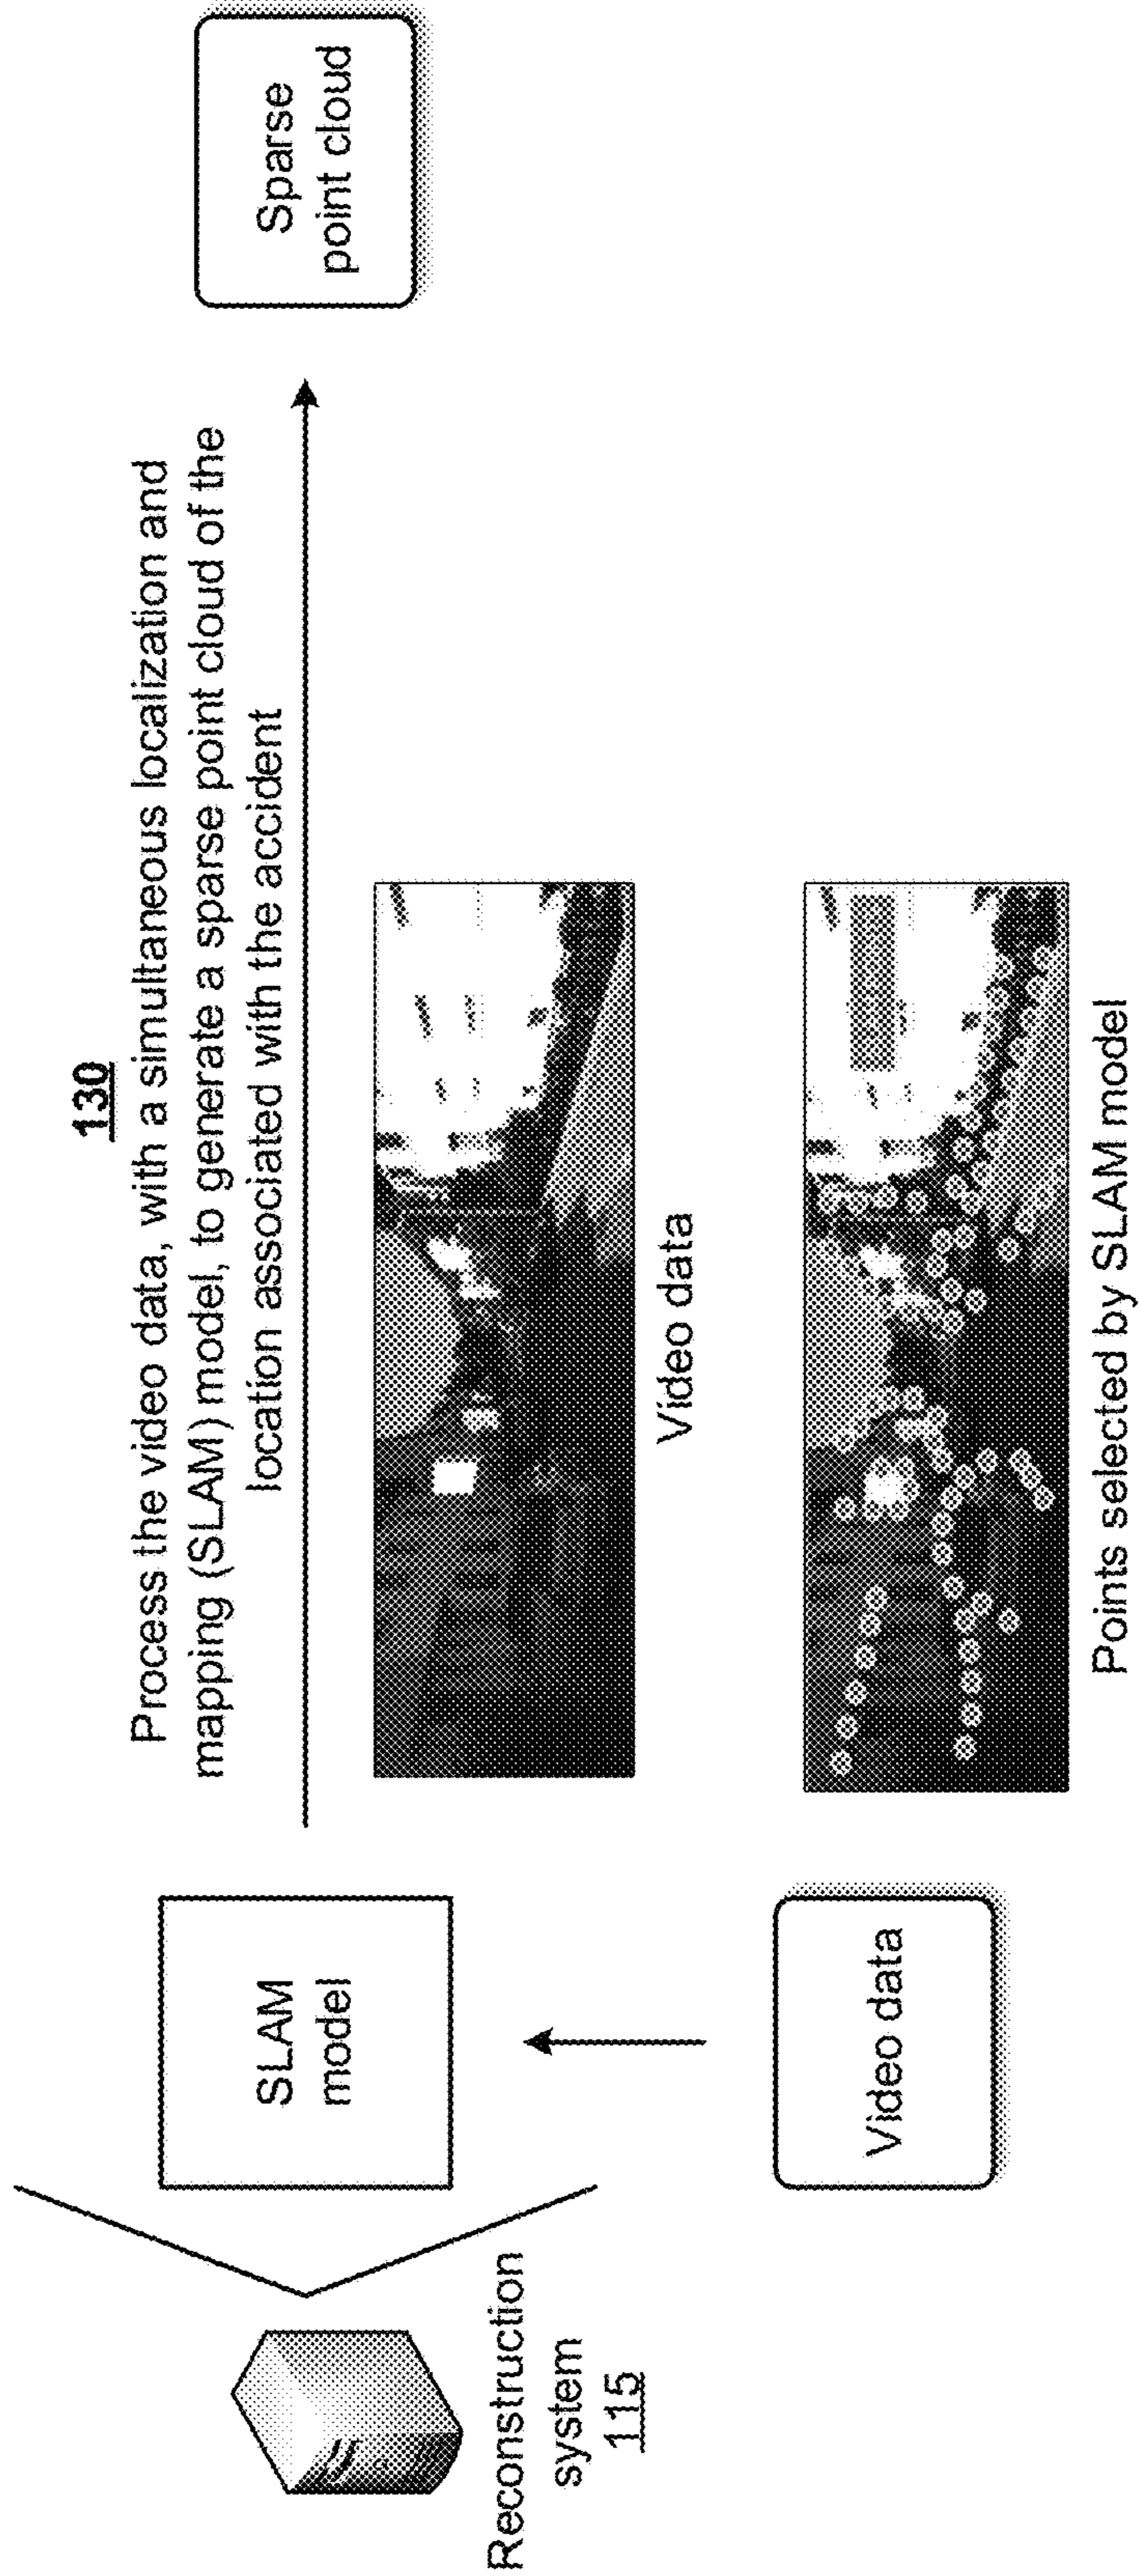 130
Process the video data, with a simultaneous localization and
mapping (SLAM) model, to generate a sparse point cloud of the
location associated with the accident
Reconstruction
system
115
SLAM
model
Video data
Video data
Points selected by SLAM model
Sparse
point cloud